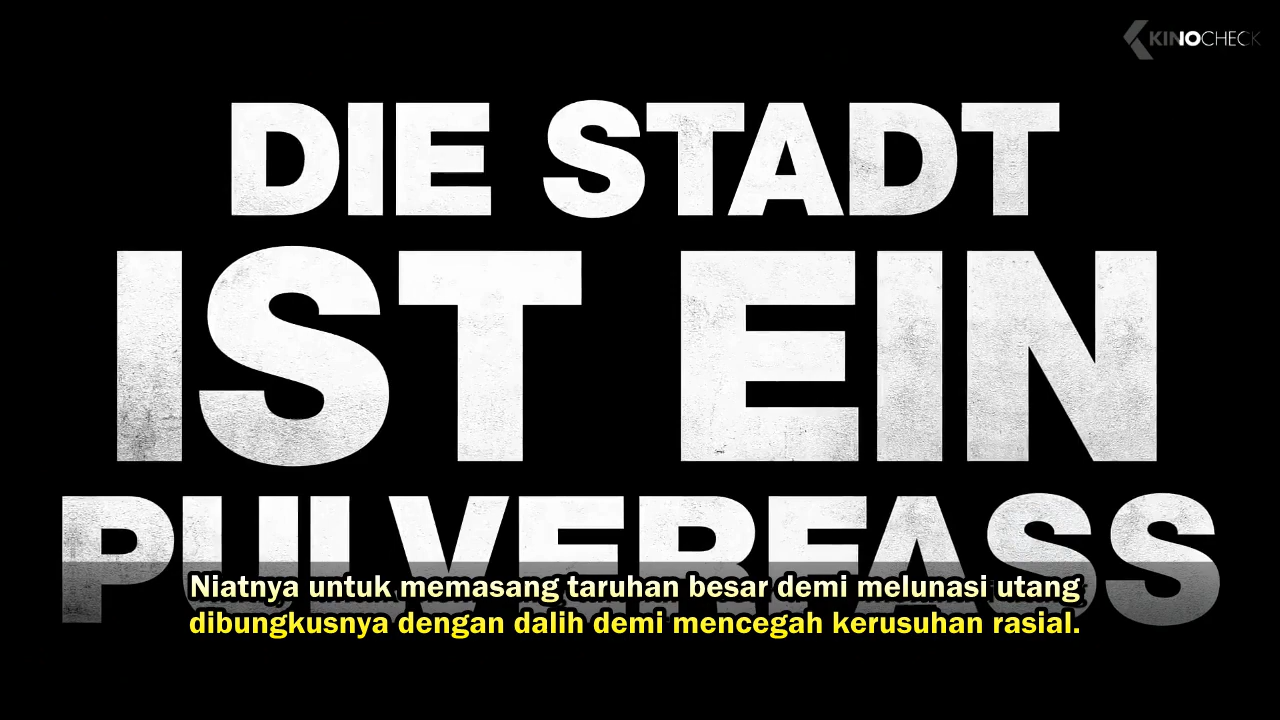 KINOCHECK
DIE STADT
IST EIN
PULVERFASS
Niatnya untuk memasang taruhan besar demi melunasi utang
dibungkusnya dengan dalih demi mencegah kerusuhan rasial.